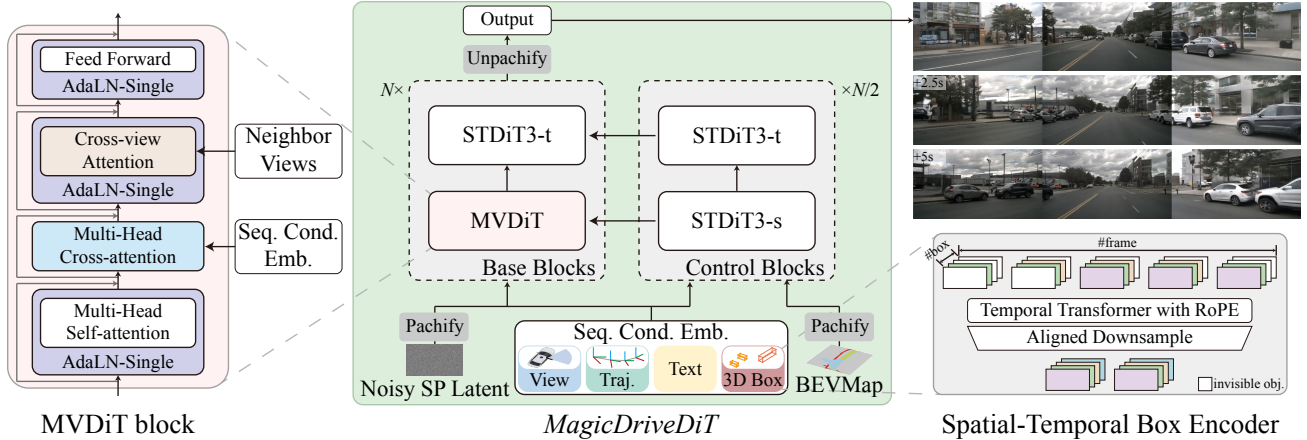 Feed Forward
AdaLN-Single
Cross-view
Attention
AdaLN-Single
Neighbor
Views
Multi-Head
Cross-attention
Seq. Cond.
Emb.
Multi-Head
Self-attention
AdaLN-Single
MVDiT block
Output
Unpachify
N×
×N/2
STDiT3-t
STDiT3-t
MVDiT
STDiT3-s
Base Blocks
Control Blocks
Pachify
Noisy SP Latent
Seq. Cond. Emb.
View
Traj.
Text
3D Box
Pachify
BEVMap
MagicDriveDiT
+2.5s
+5s
#box
#frame
Temporal Transformer with RoPE
Aligned Downsample
invisible obj.
Spatial-Temporal Box Encoder